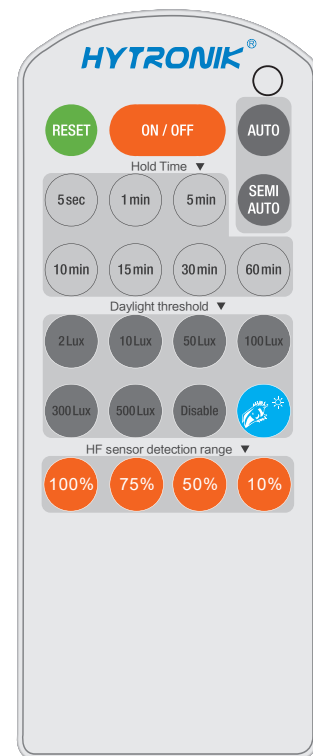 HYTRONIK®
RESET ON / OFF AUTO
Hold Time ▼
5sec 1min 5min SEMI AUTO
10min 15min 30min 60min
Daylight threshold ▼
2Lux 10Lux 50Lux 100Lux
300Lux 500Lux Disable
HF sensor detection range ▼
100% 75% 50% 10%